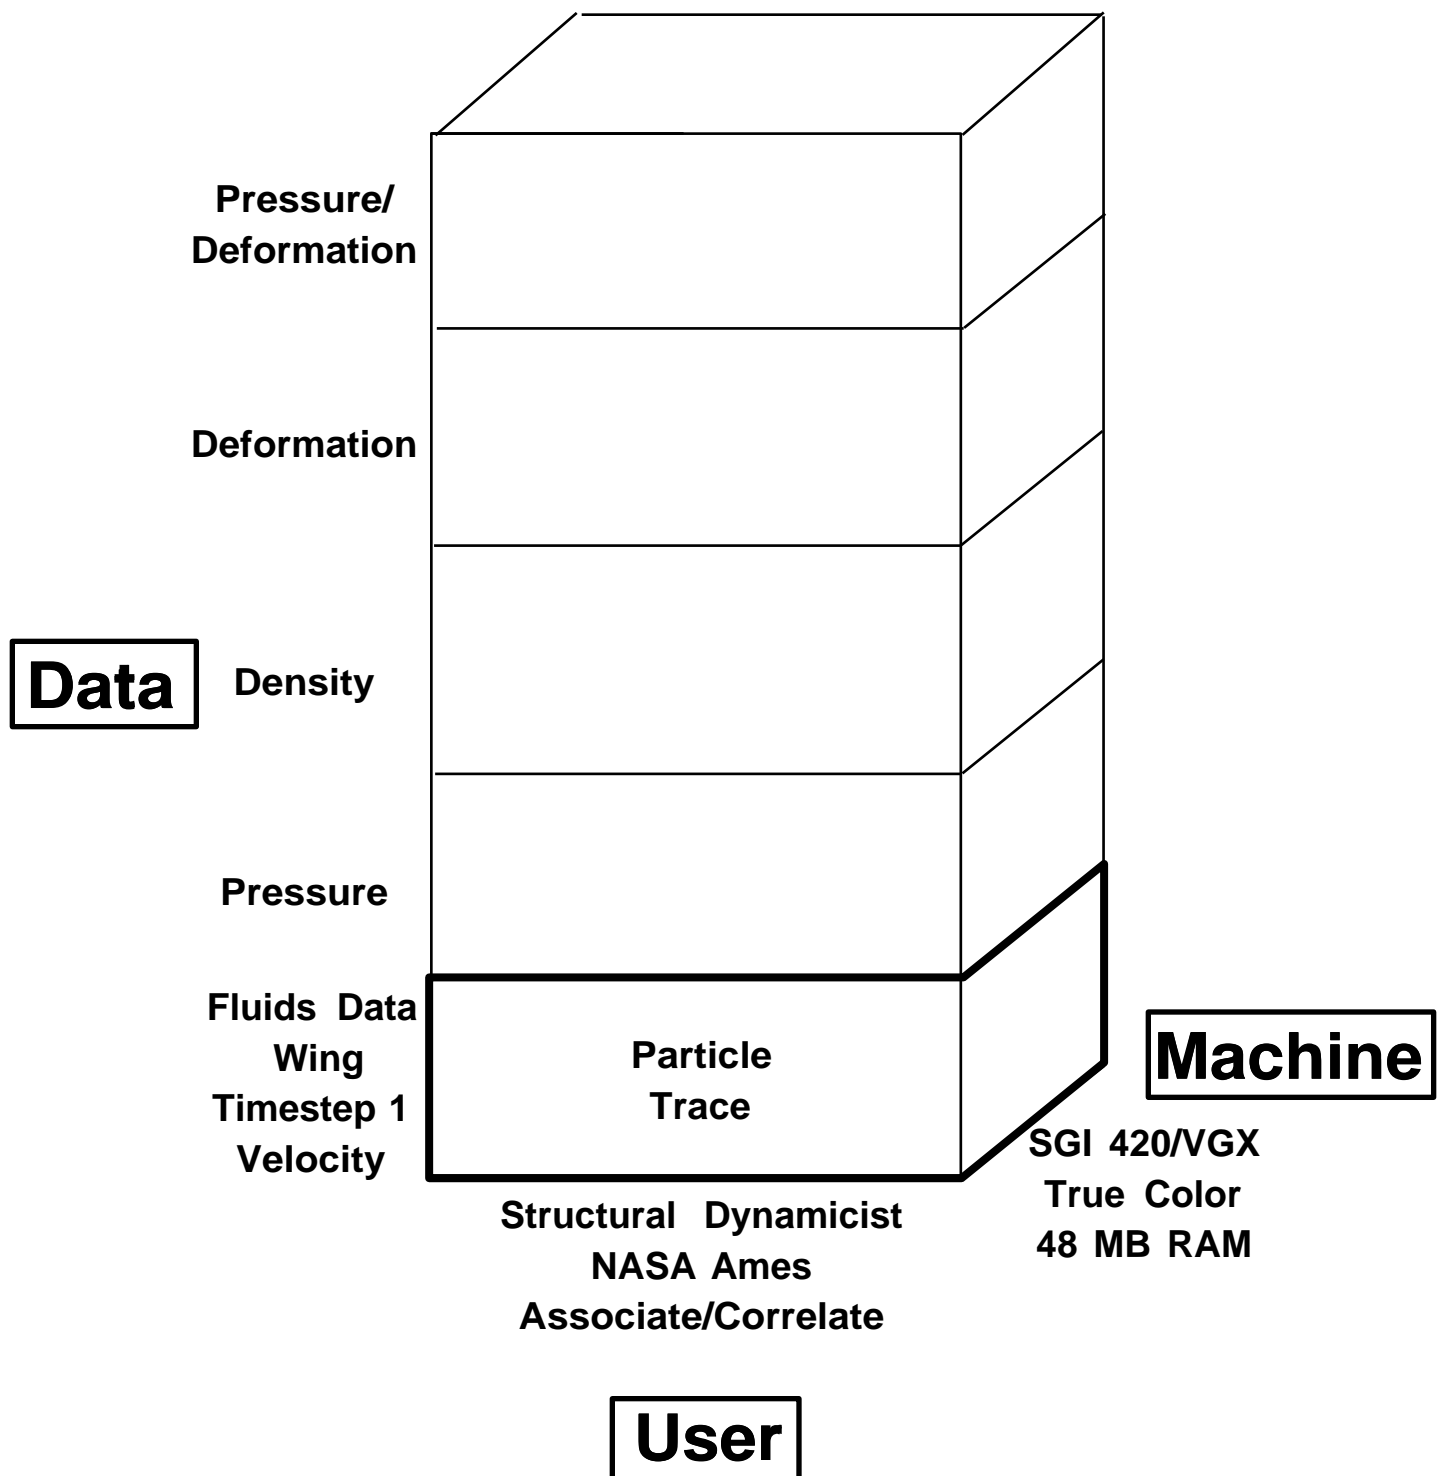 Pressure/
Deformation
Deformation
Data
Density
Pressure
Fluids Data
Wing
Timestep 1
Velocity
Particle
Trace
Machine
SGI 420/VGX
True Color
48 MB RAM
Structural Dynamicist
NASA Ames
Associate/Correlate
User